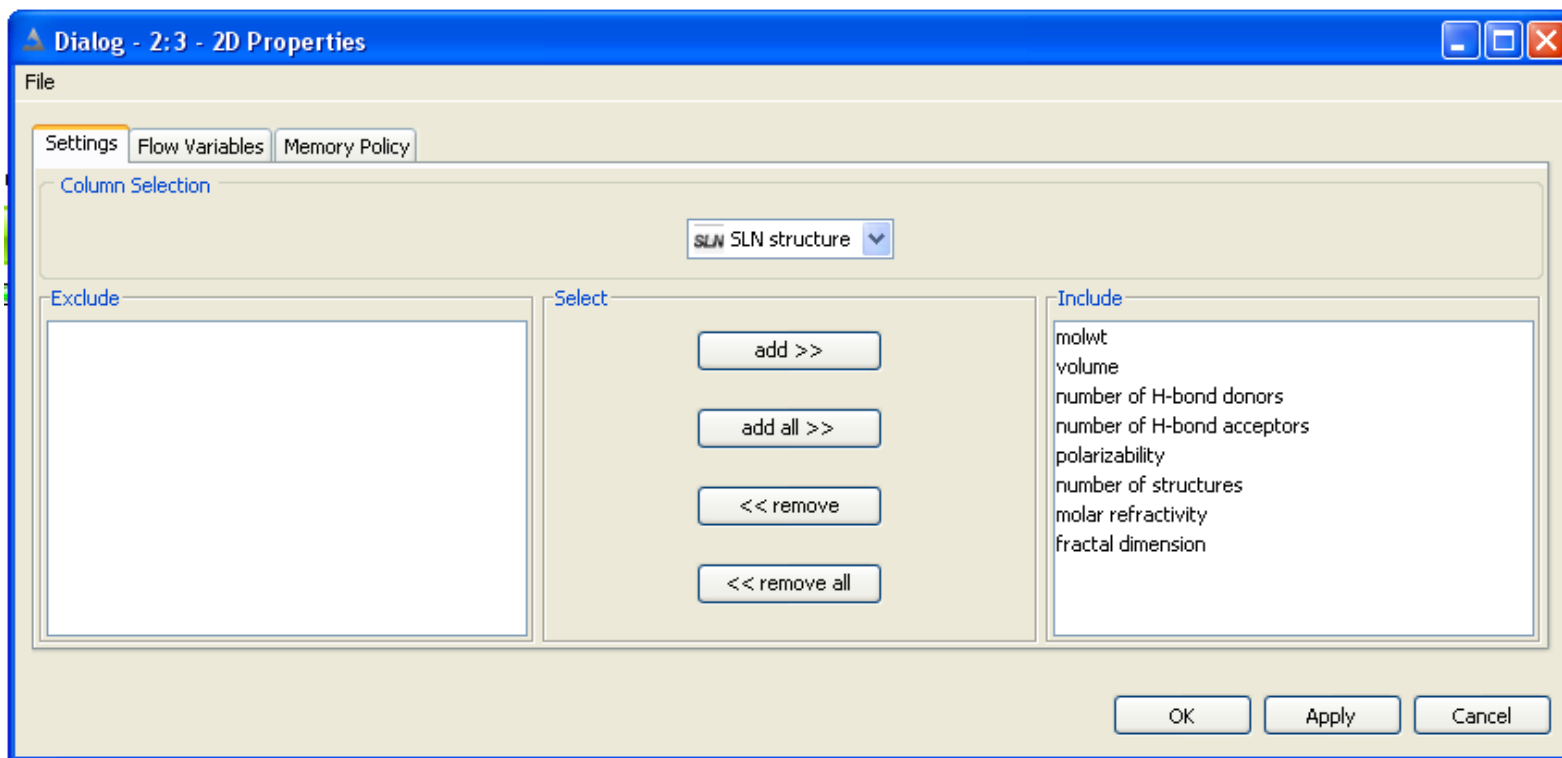 Dialog - 2:3 - 2D Properties
File
Settings Flow Variables Memory Policy
Column Selection
SLN SLN structure
Exclude
Select
add >>
add all >>
<< remove
<< remove all
Include
molwt
volume
number of H-bond donors
number of H-bond acceptors
polarizability
number of structures
molar refractivity
fractal dimension
OK Apply Cancel